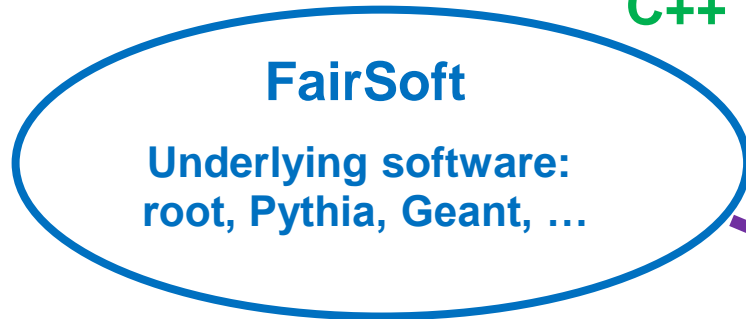 C++
FairSoft
Underlying software:
root, Pythia, Geant, …